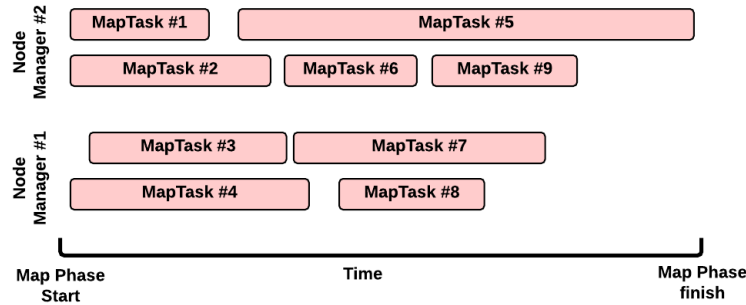 Node
Manager #2
MapTask #1
MapTask #5
MapTask #2
MapTask #6
MapTask #9
Node
Manager #1
MapTask #3
MapTask #7
MapTask #4
MapTask #8
Map Phase
Start
Time
Map Phase
finish